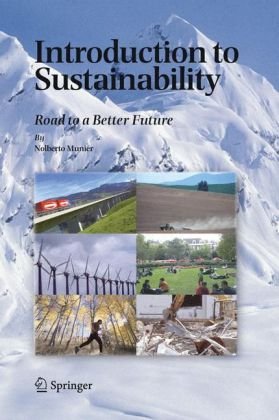 Introduction to
Sustainability
Road to a Better Future
By
Nolberto Munier
Springer